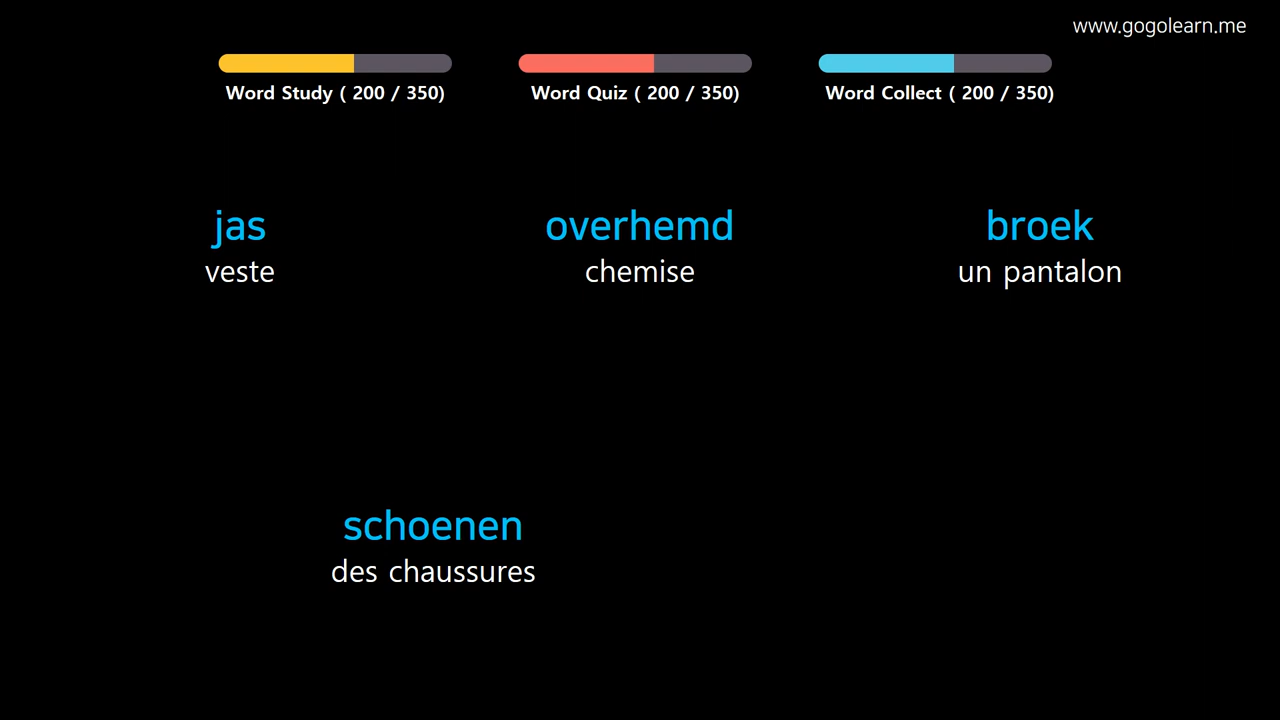 www.gogolearn.me
Word Study ( 200 / 350)
Word Quiz ( 200 / 350)
Word Collect ( 200 / 350)
jas
veste
overhemd
chemise
broek
un pantalon
schoenen
des chaussures